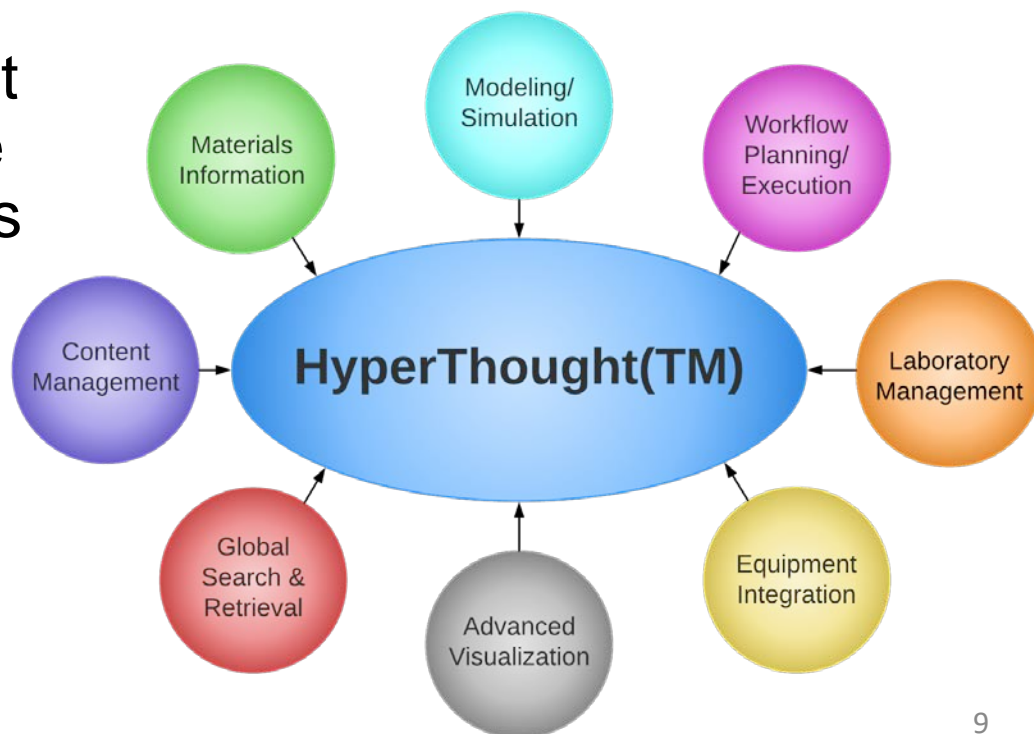 t
e
s
Modeling/
Simulation
Materials
Information
Workflow
Planning/
Execution
Content
Management
HyperThought(TM)
Laboratory
Management
Global
Search &
Retrieval
Advanced
Visualization
Equipment
Integration
9